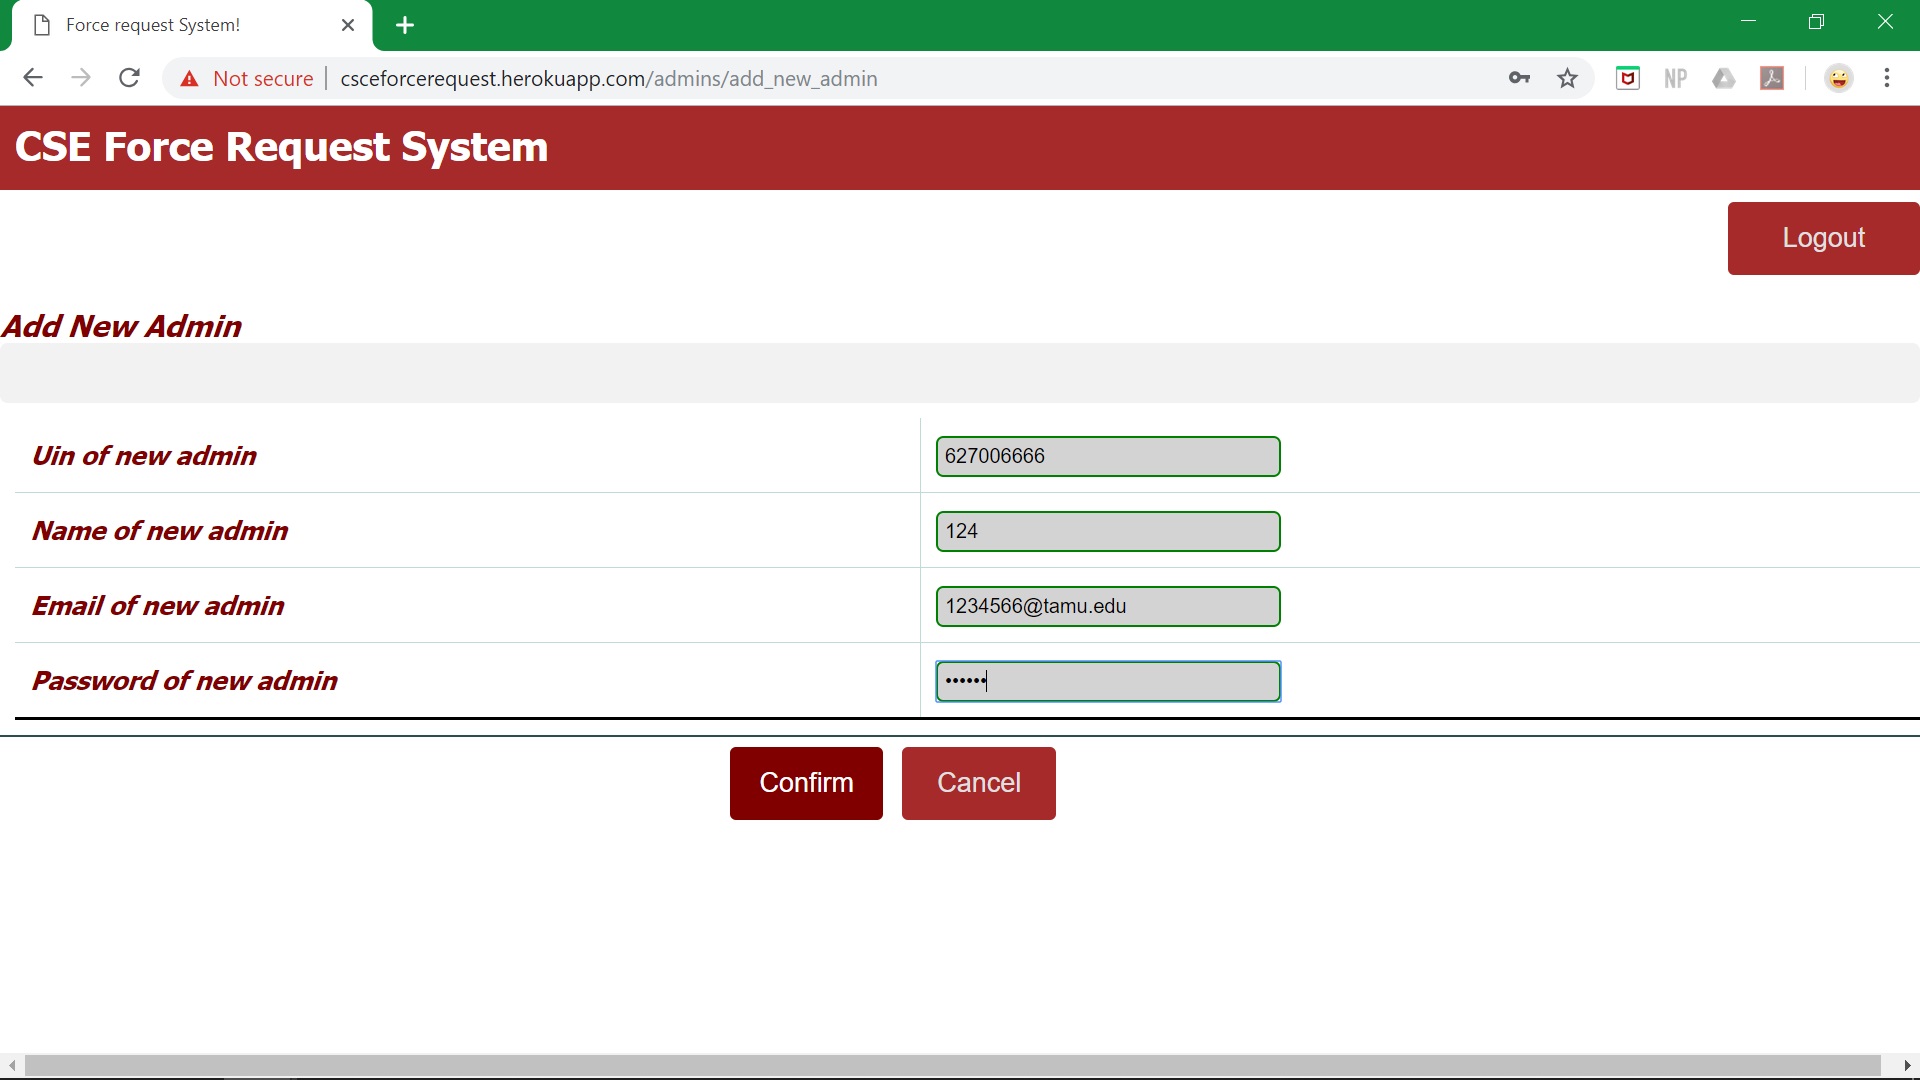 Force request System!
Not secure
csceforcerequest.herokuapp.com/admins/add_new_admin
NP
CSE Force Request System
Logout
Add New Admin
Uin of new admin
627006666
Name of new admin
124
Email of new admin
1234566@tamu.edu
Password of new admin
••••••
Confirm
Cancel